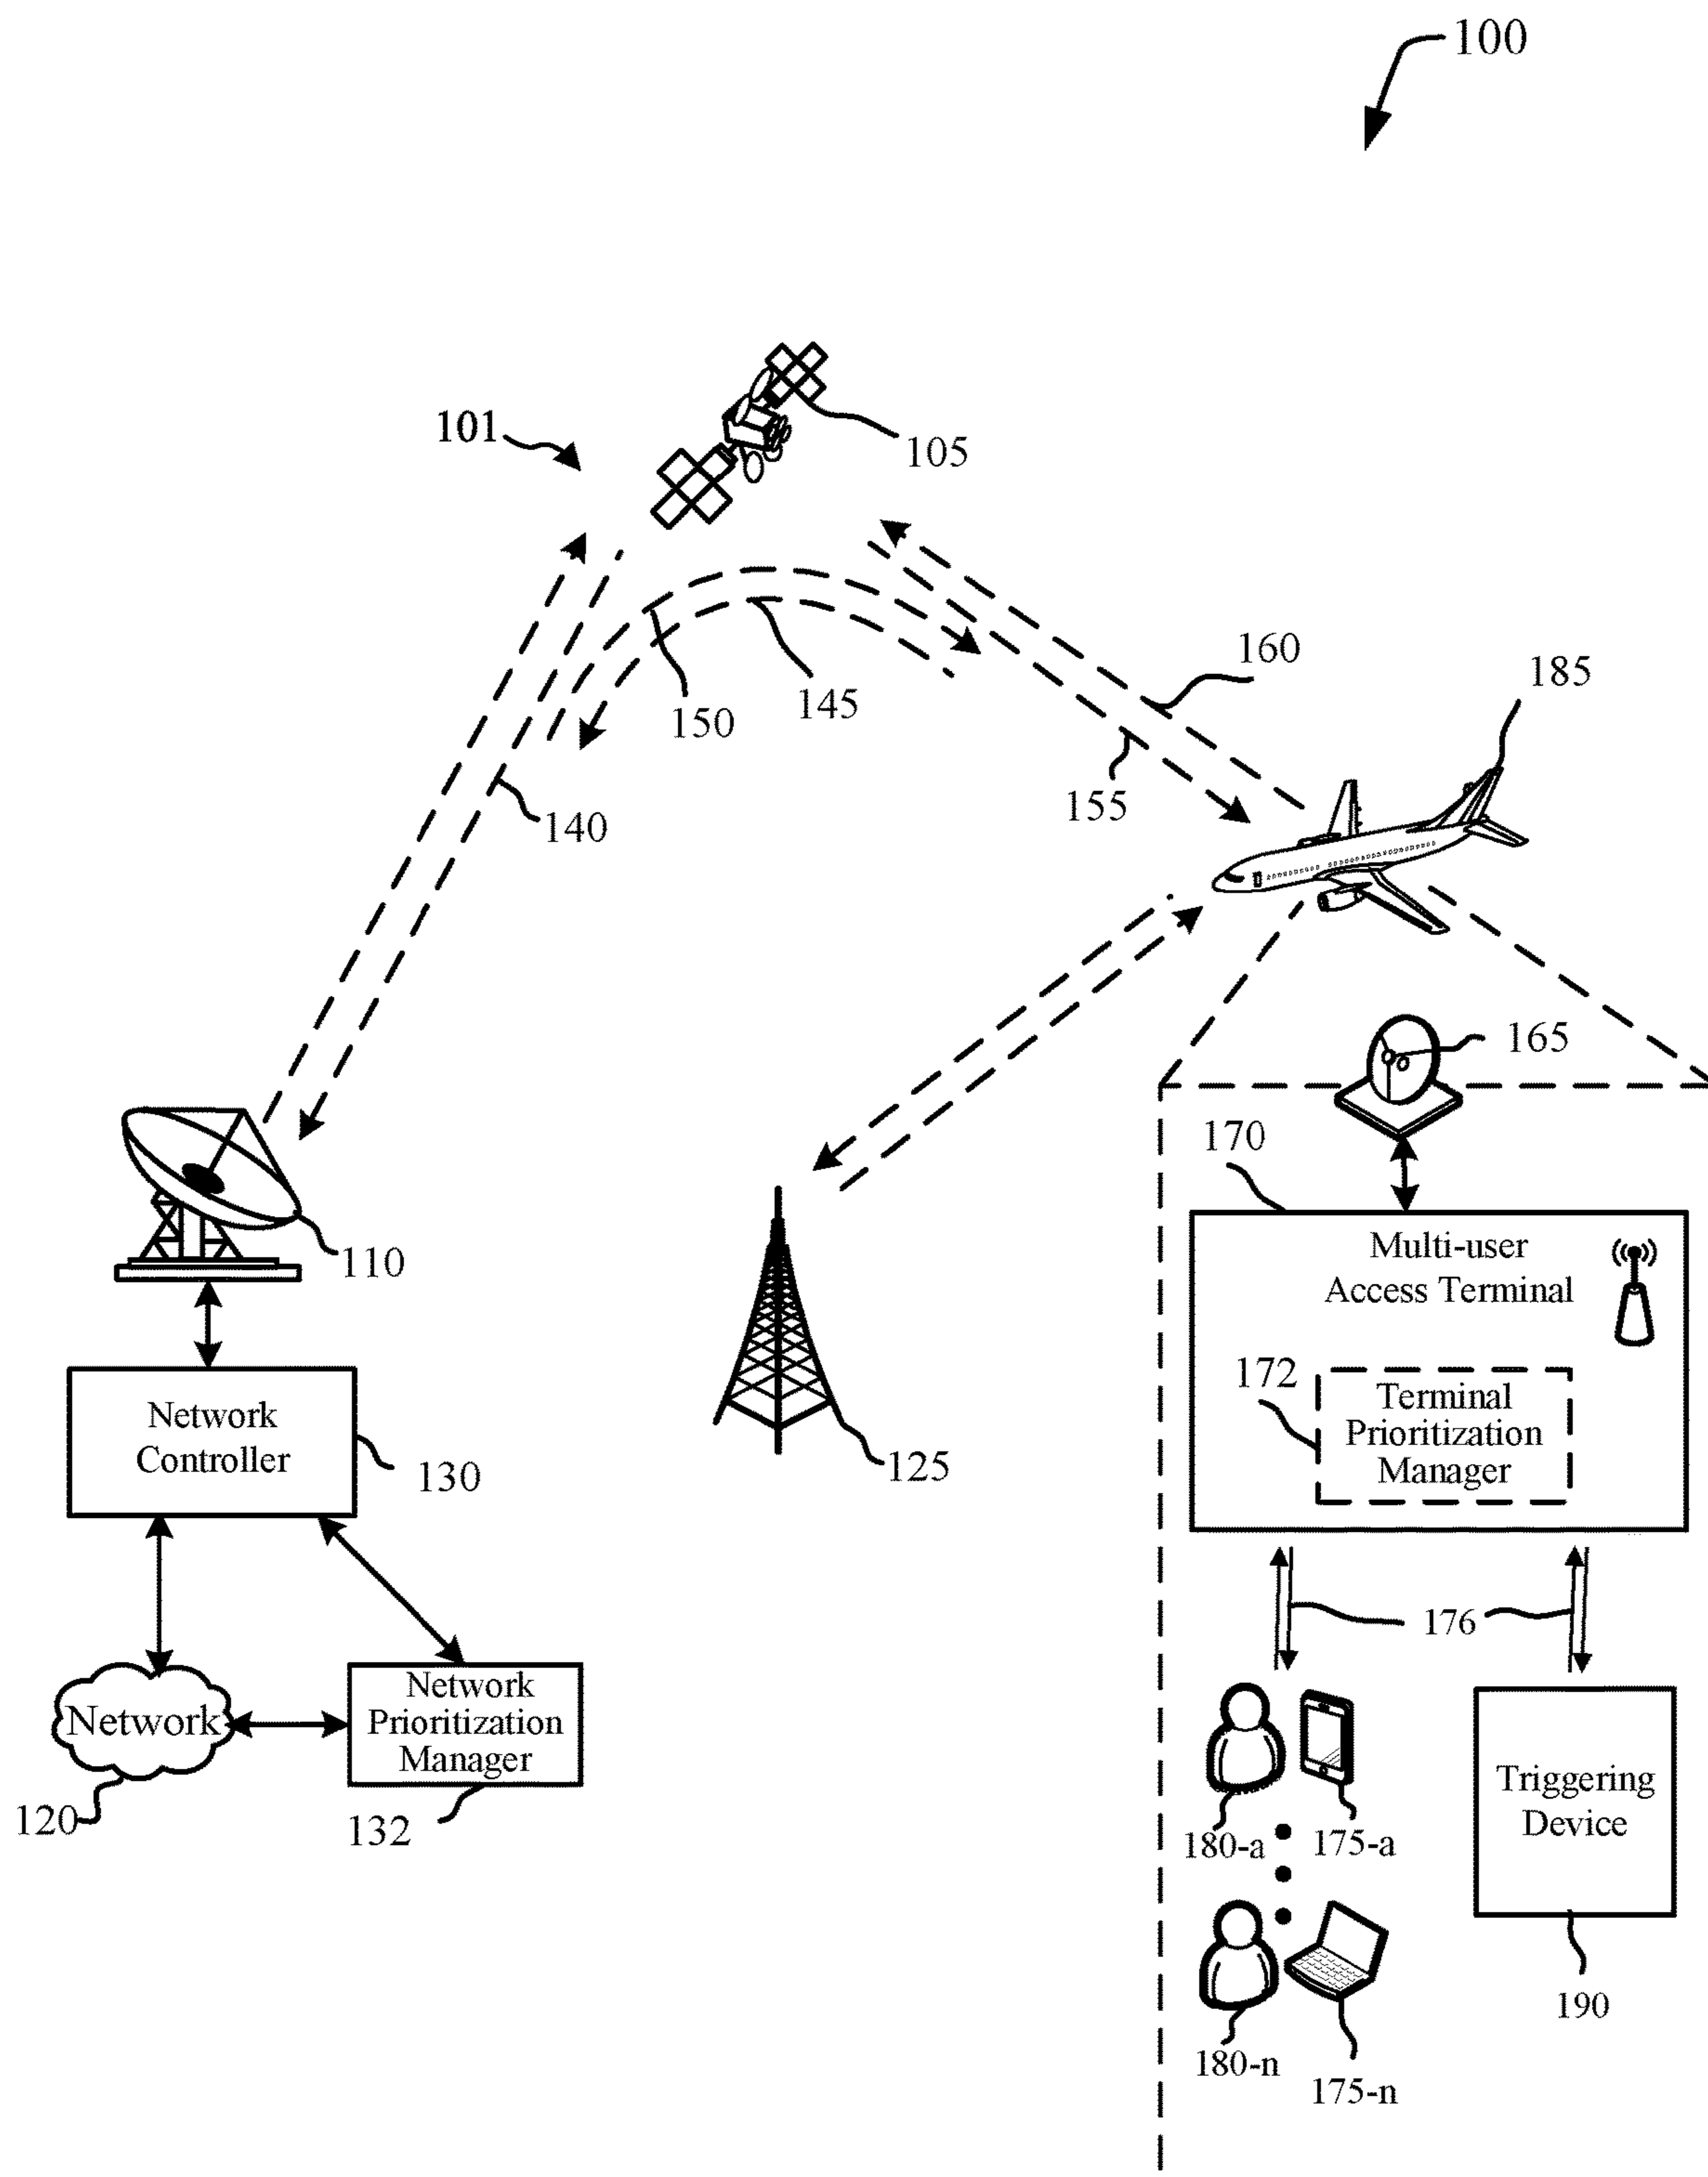 100
101
105
160
185
150
145
155
140
165
170
110
Multi-user
Access Terminal
172
Terminal
Prioritization
Manager
Network
Controller
130
125
176
Network
Network
Prioritization
Manager
Triggering
Device
120
132
180-a
175-a
190
180-n
175-n